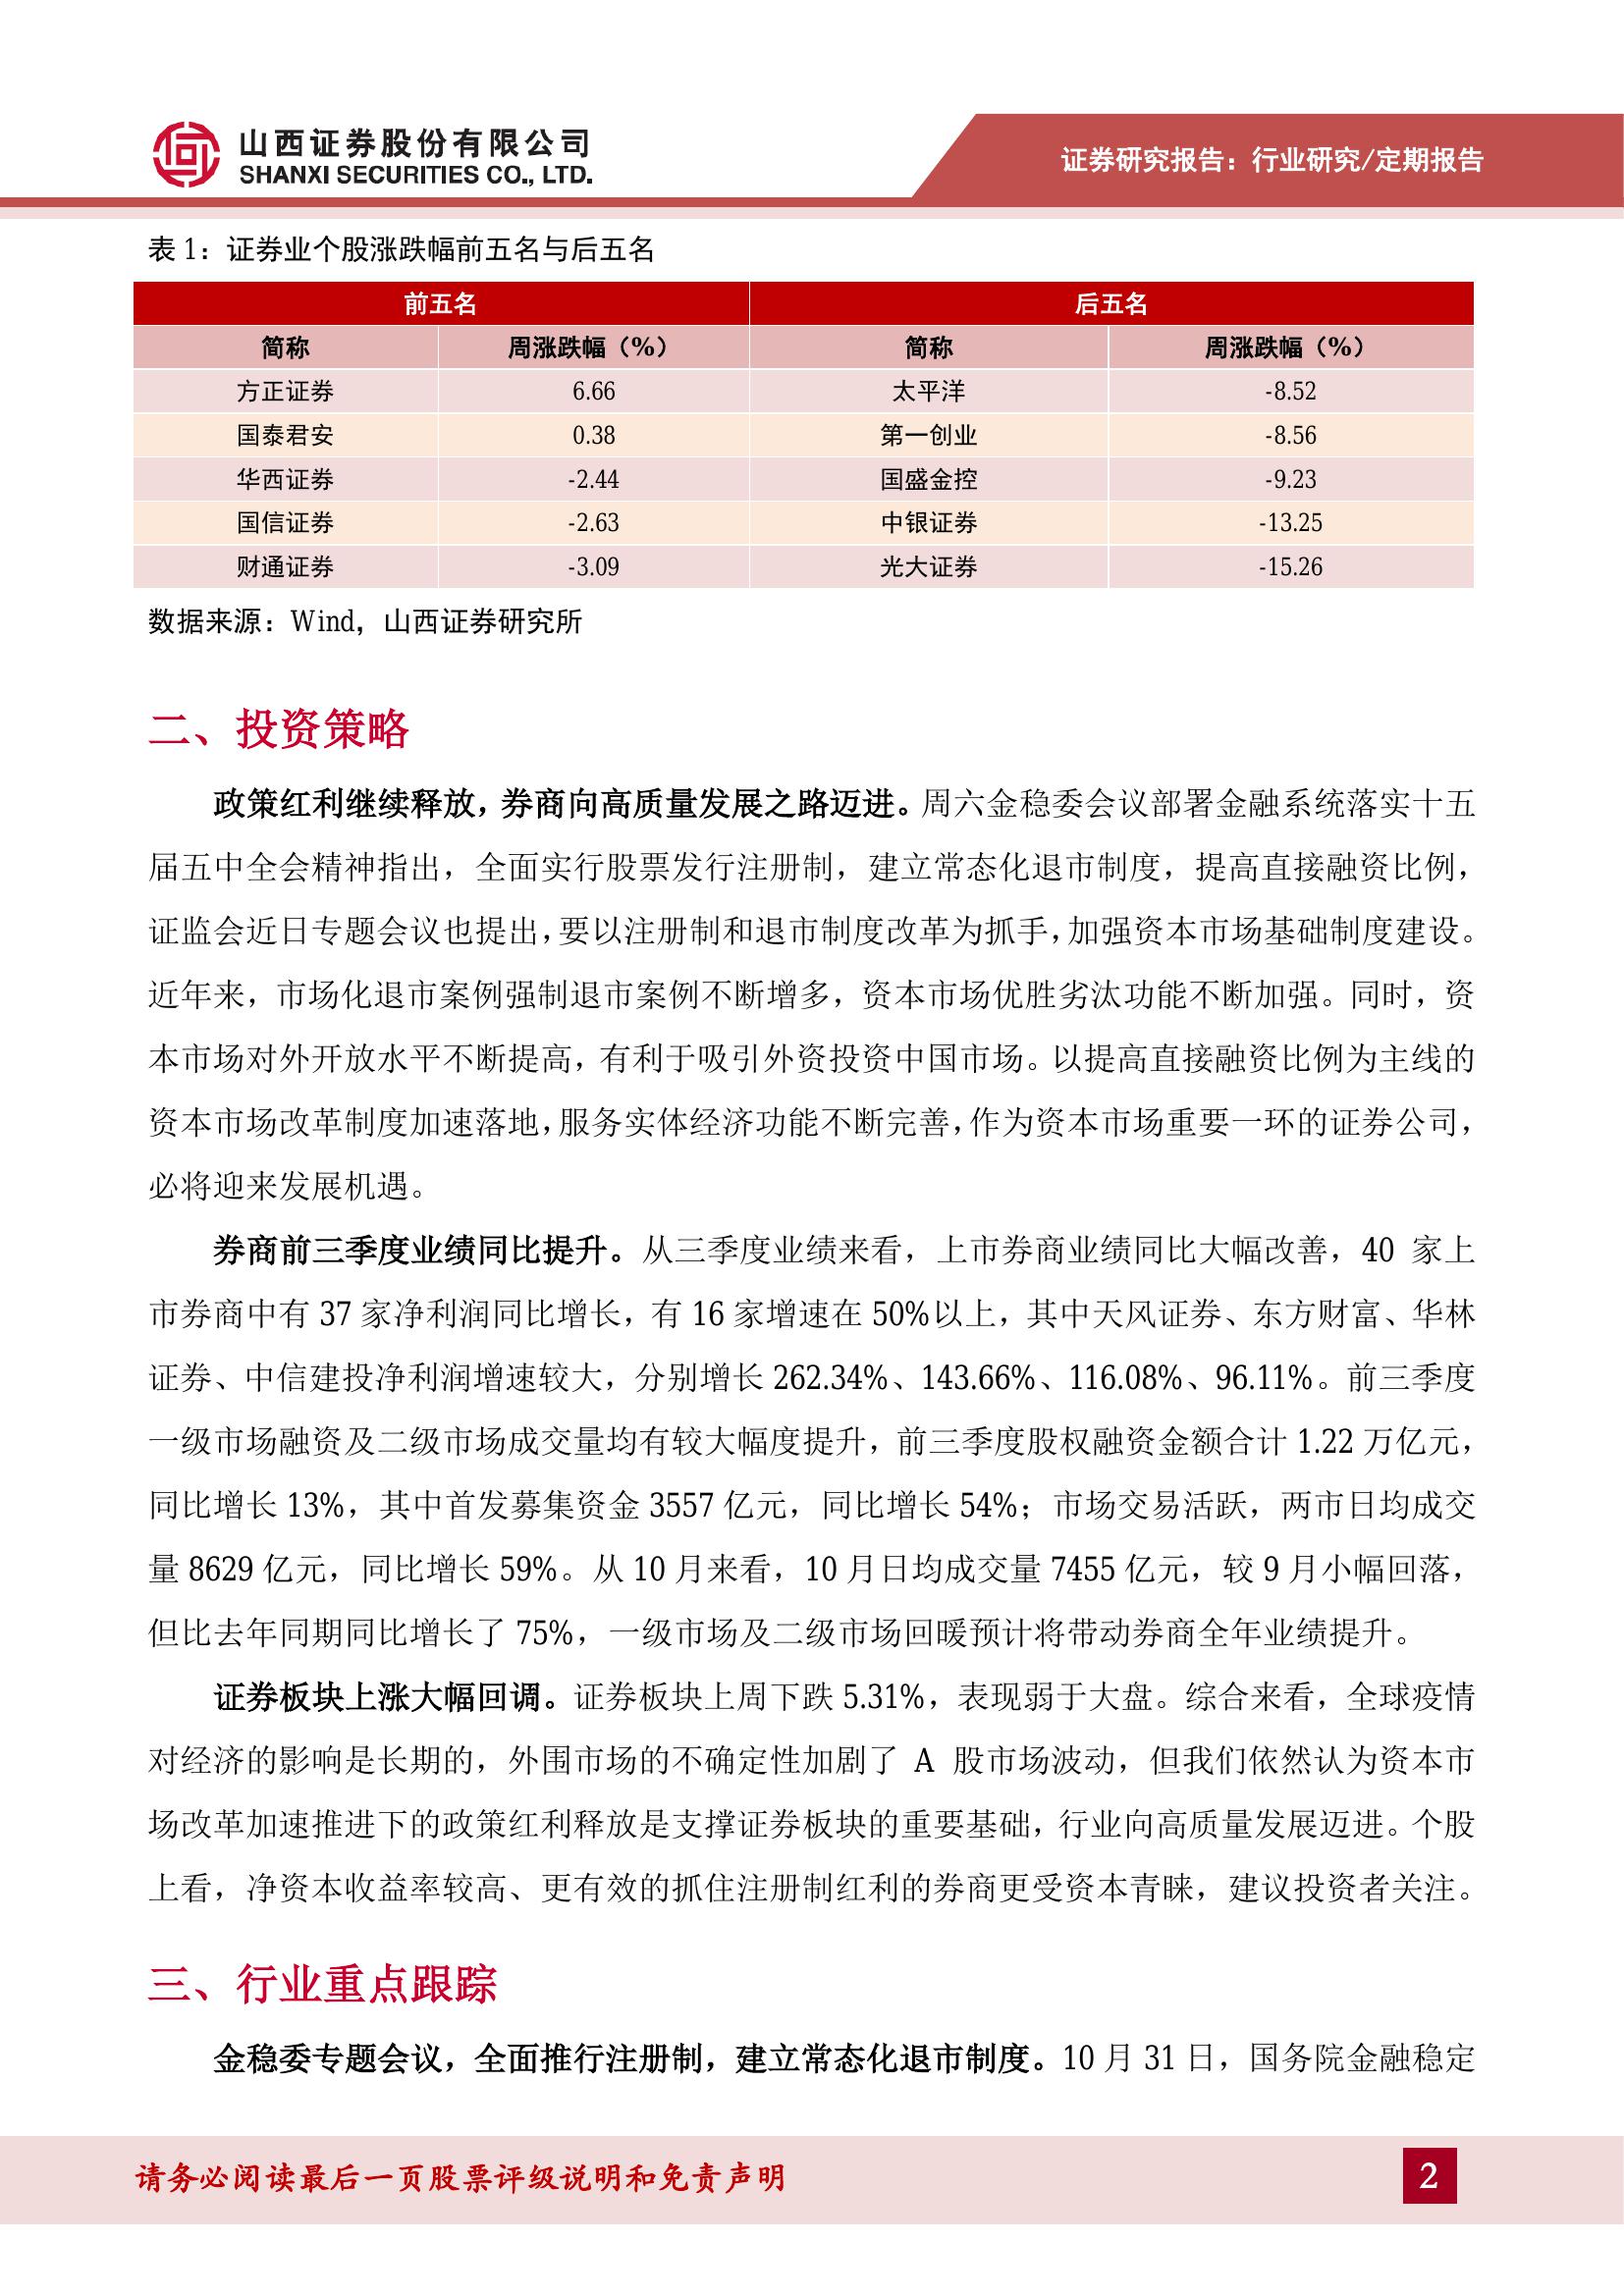 山西证券股份有限公司
SHANXI SECURITIES CO., LTD.
证券研究报告：行业研究/定期报告
表 1：证券业个股涨跌幅前五名与后五名
前五名 后五名
简称 周涨跌幅（%） 简称 周涨跌幅（%）
方正证券 6.66 太平洋 -8.52
国泰君安 0.38 第一创业 -8.56
华西证券 -2.44 国盛金控 -9.23
国信证券 -2.63 中银证券 -13.25
财通证券 -3.09 光大证券 -15.26
数据来源：Wind，山西证券研究所
二、投资策略
政策红利继续释放，券商向高质量发展之路迈进。周六金稳委会议部署金融系统落实十五
届五中全会精神指出，全面实行股票发行注册制，建立常态化退市制度，提高直接融资比例，
证监会近日专题会议也提出，要以注册制和退市制度改革为抓手，加强资本市场基础制度建设。
近年来，市场化退市案例强制退市案例不断增多，资本市场优胜劣汰功能不断加强。同时，资
本市场对外开放水平不断提高，有利于吸引外资投资中国市场。以提高直接融资比例为主线的
资本市场改革制度加速落地，服务实体经济功能不断完善，作为资本市场重要一环的证券公司，
必将迎来发展机遇。
券商前三季度业绩同比提升。从三季度业绩来看，上市券商业绩同比大幅改善，40 家上
市券商中有 37 家净利润同比增长，有 16 家增速在 50%以上，其中天风证券、东方财富、华林
证券、中信建投净利润增速较大，分别增长 262.34%、143.66%、116.08%、96.11%。前三季度
一级市场融资及二级市场成交量均有较大幅度提升，前三季度股权融资金额合计 1.22 万亿元，
同比增长 13%，其中首发募集资金 3557 亿元，同比增长 54%；市场交易活跃，两市日均成交
量 8629 亿元，同比增长 59%。从 10 月来看，10 月日均成交量 7455 亿元，较 9 月小幅回落，
但比去年同期同比增长了 75%，一级市场及二级市场回暖预计将带动券商全年业绩提升。
证券板块上涨大幅回调。证券板块上周下跌 5.31%，表现弱于大盘。综合来看，全球疫情
对经济的影响是长期的，外围市场的不确定性加剧了 A 股市场波动，但我们依然认为资本市
场改革加速推进下的政策红利释放是支撑证券板块的重要基础，行业向高质量发展迈进。个股
上看，净资本收益率较高、更有效的抓住注册制红利的券商更受资本青睐，建议投资者关注。
三、行业重点跟踪
金稳委专题会议，全面推行注册制，建立常态化退市制度。10 月 31 日，国务院金融稳定
请务必阅读最后一页股票评级说明和免责声明
2